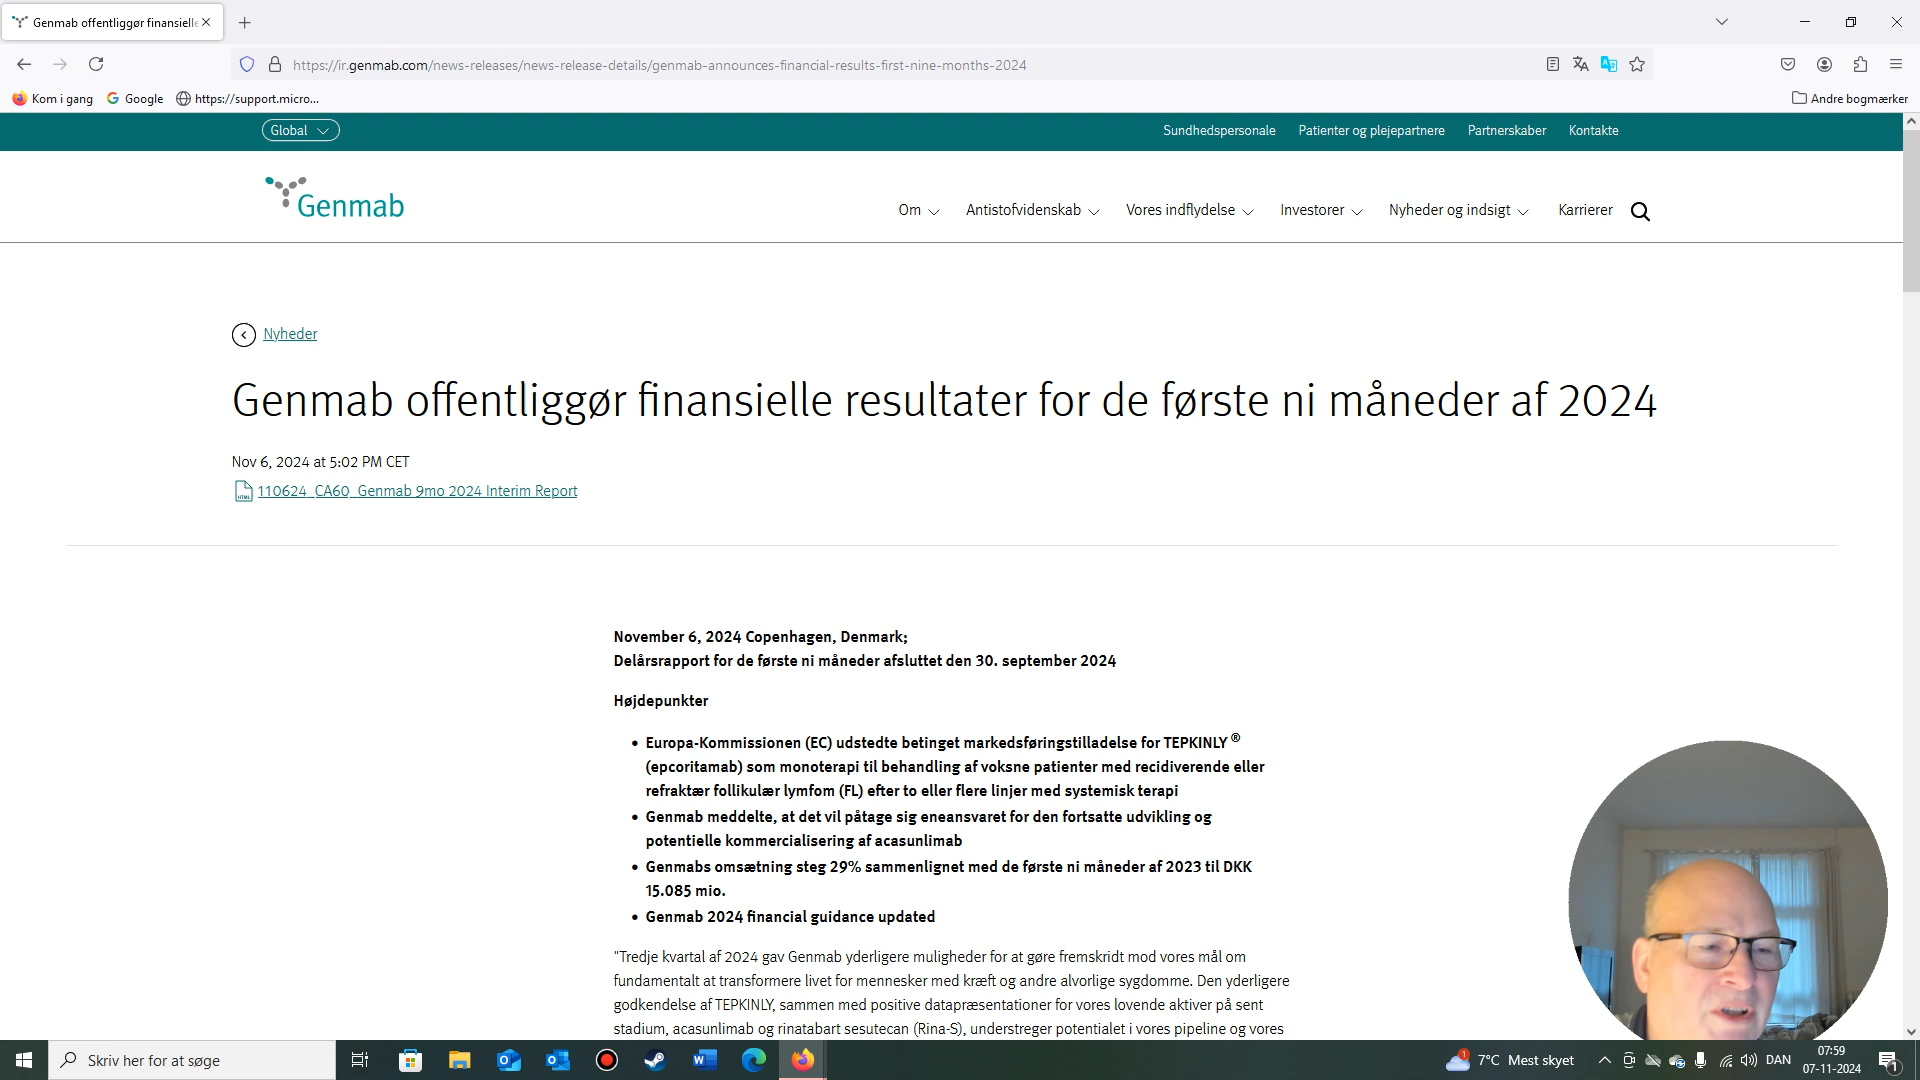 Genmab offentliggør finansielle
https://ir.genmab.com/news-releases/news-release-details/genmab-announces-financial-results-first-nine-months-2024
Kom i gang
Google
https://support.micro...
Andre bogmærker
Global
Sundhedspersonale
Patienter og plejepartnere
Partnerskaber
Kontakte
Genmab
Om
Antistofvidenskab
Vores indflydelse
Investorer
Nyheder og indsigt
Karrierer
Nyheder
Genmab offentliggør finansielle resultater for de første ni måneder af 2024
Nov 6, 2024 at 5:02 PM CET
110624_CA60_Genmab 9mo 2024 Interim Report
November 6, 2024 Copenhagen, Denmark;
Delårsrapport for de første ni måneder afsluttet den 30. september 2024
Højdepunkter
• Europa-Kommissionen (EC) udstedte betinget markedsføringstilladelse for TEPKINLY ®
(epcoritamab) som monoterapi til behandling af voksne patienter med recidiverende eller
refraktær follikulær lymfom (FL) efter to eller flere linjer med systemisk terapi
• Genmab meddelte, at det vil påtage sig eneansvaret for den fortsatte udvikling og
potentielle kommercialisering af acasunlimab
• Genmabs omsætning steg 29% sammenlignet med de første ni måneder af 2023 til DKK
15.085 mio.
• Genmab 2024 financial guidance updated
"Tredje kvartal af 2024 gav Genmab yderligere muligheder for at gøre fremskridt mod vores mål om
fundamentalt at transformere livet for mennesker med kræft og andre alvorlige sygdomme. Den yderligere
godkendelse af TEPKINLY, sammen med positive datapræsentationer for vores lovende aktiver på sent
stadium, acasunlimab og rinatabart sesutecan (Rina-S), understreger potentialet i vores pipeline og vores
Skriv her for at søge
7°C Mest skyet
DAN
07:59
07-11-2024